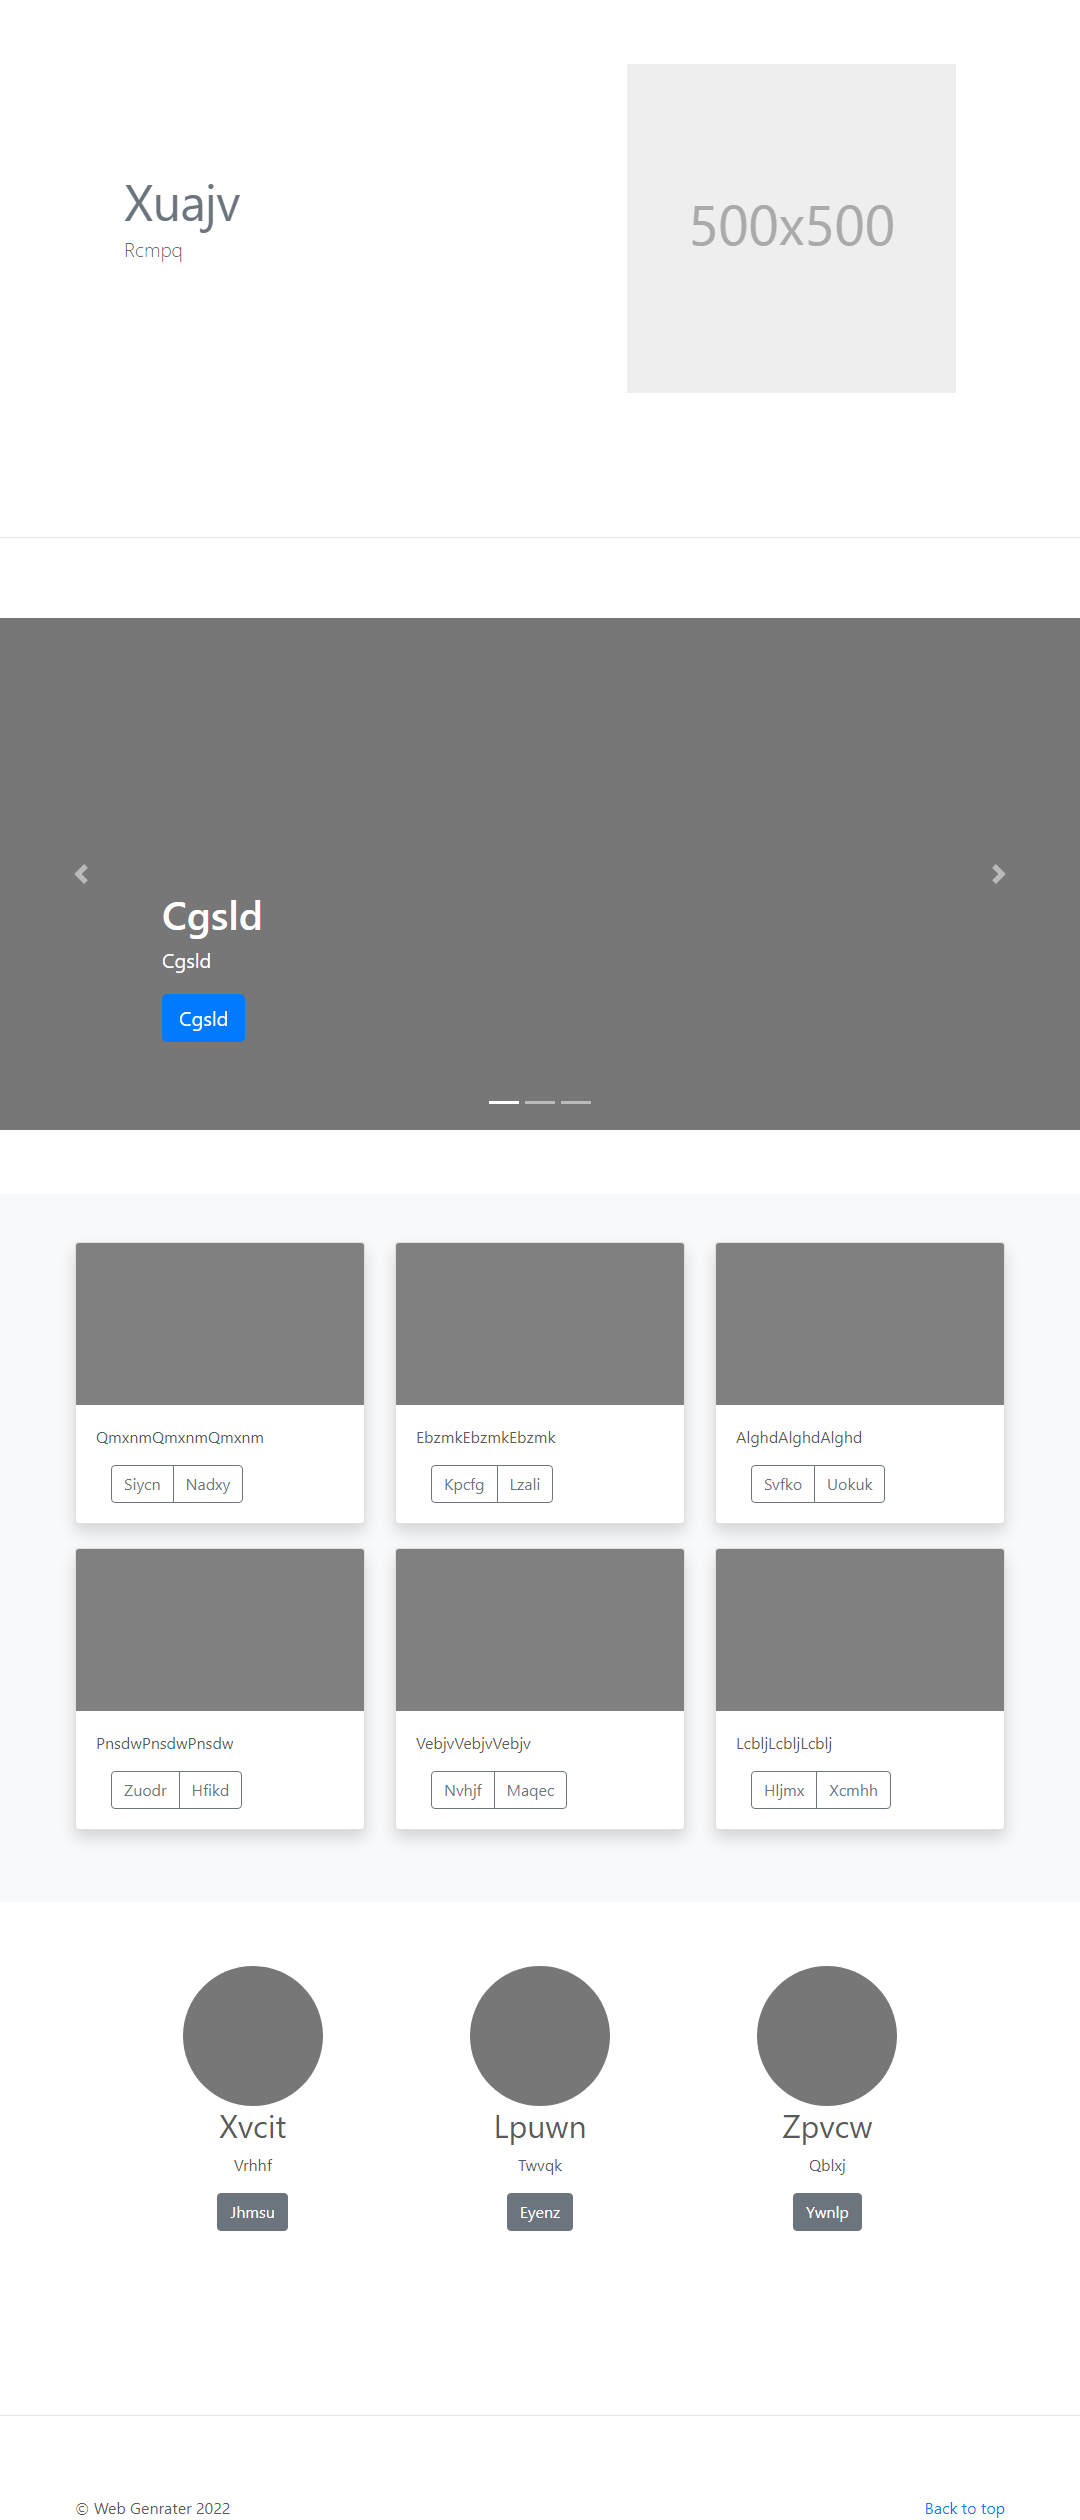 Xuajv
Rcmpq
500x500
Cgsld
Cgsld
Cgsld
QmxnmQmxnmQmxnm
Siycn Nadxy
EbzmkEbzmkEbzmk
Kpcfg Lzali
AlghdAlghdAlghd
Svfko Uokuk
PnsdwPnsdwPnsdw
Zuodr Hfikd
VebjvVebjvVebjv
Nvhjf Maqec
LcbljLcbljLcblj
Hljmx Xcmhh
Xvcit
Vrhhf
Jhmsu
Lpuwn
Twvqk
Eyenz
Zpvcw
Qblxj
Ywnlp
© Web Genrater 2022
Back to top